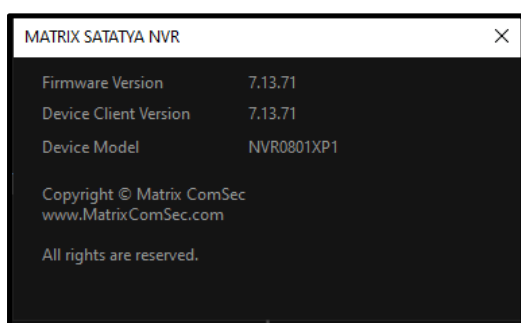 MATRIX SATATYA NVR
Firmware Version 7.13.71
Device Client Version 7.13.71
Device Model NVR0801XP1
Copyright © Matrix ComSec
www.MatrixComSec.com
All rights are reserved.